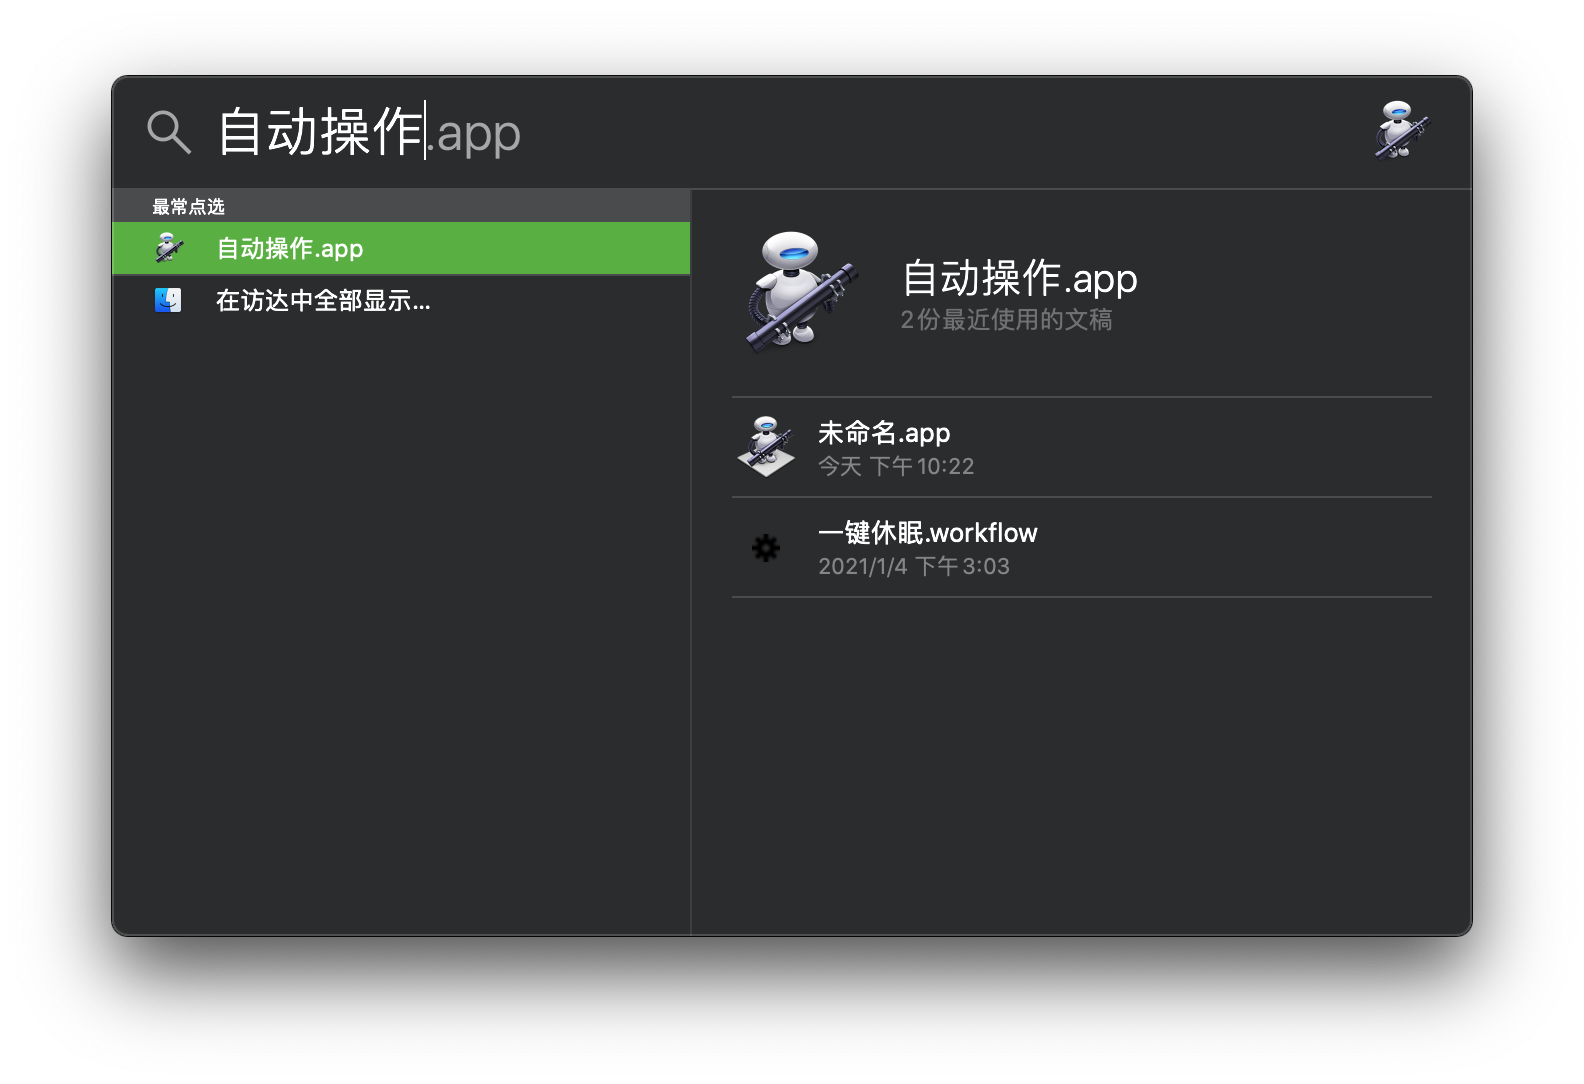 自动操作.app
最常点选
自动操作.app
在访达中全部显示...
自动操作.app
2份最近使用的文稿
未命名.app
今天 下午10:22
一键休眠.workflow
2021/1/4 下午3:03